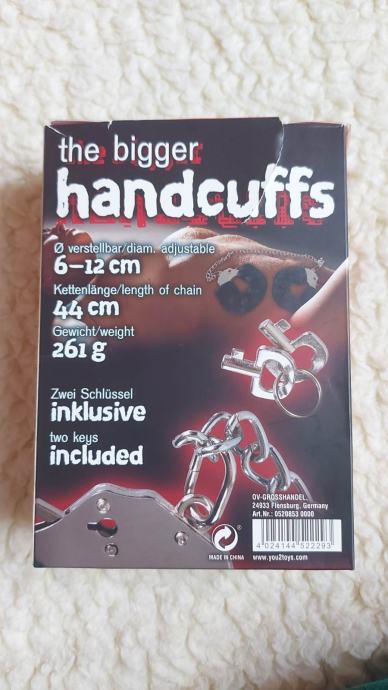 the bigger
handcuffs
Ø verstellbar/diam. adjustable
6–12 cm
Kettenlänge/length of chain
44 cm
Gewicht/weight
261 g
Zwei Schlüssel
inklusive
two keys
included
OV-GROSSHANDEL,
24933 Flensburg, Germany
Art.Nr.: 0520853 0000
4 024144 522293
®
MADE IN CHINA
www.you2toys.com